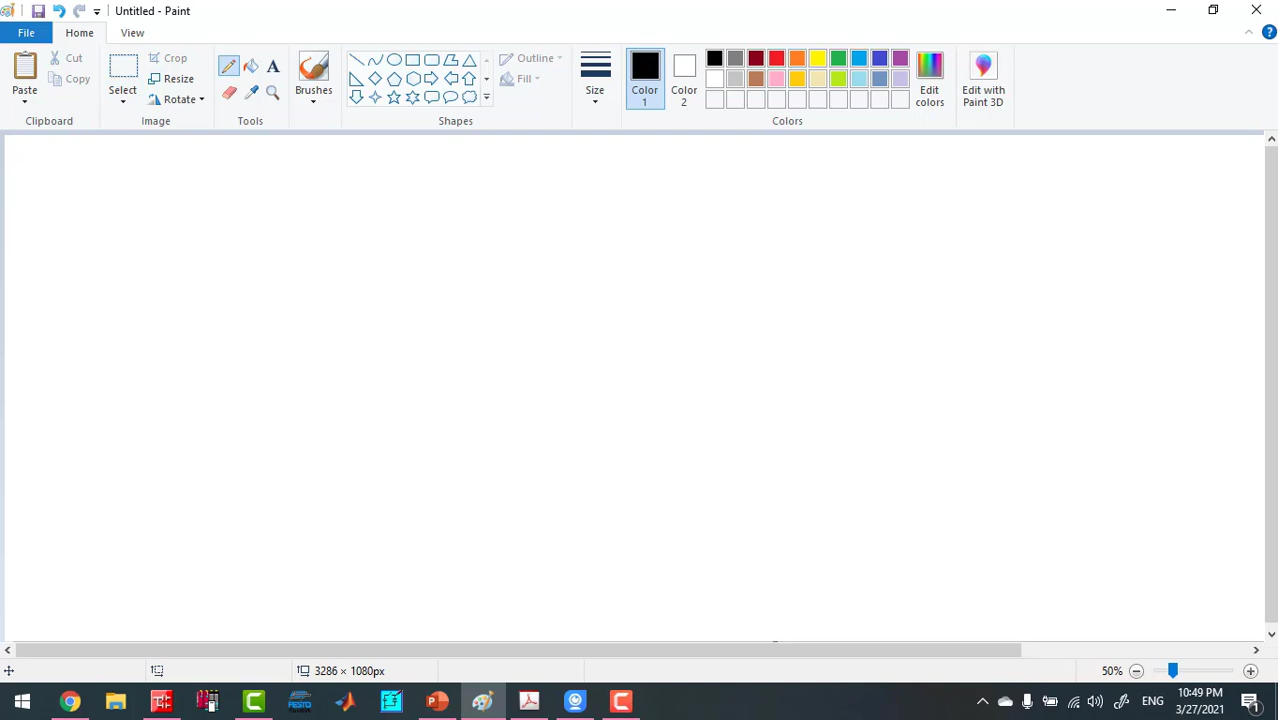 Untitled - Paint
File
Home
View
Paste
Cut
Copy
Clipboard
Select
Crop
Resize
Rotate
Image
A
Tools
Brushes
Shapes
Outline
Fill
Size
Color
1
Color
2
Edit
colors
Colors
Edit with
Paint 3D
3286 × 1080px
50%
FESTO
ENG
10:49 PM
3/27/2021
1